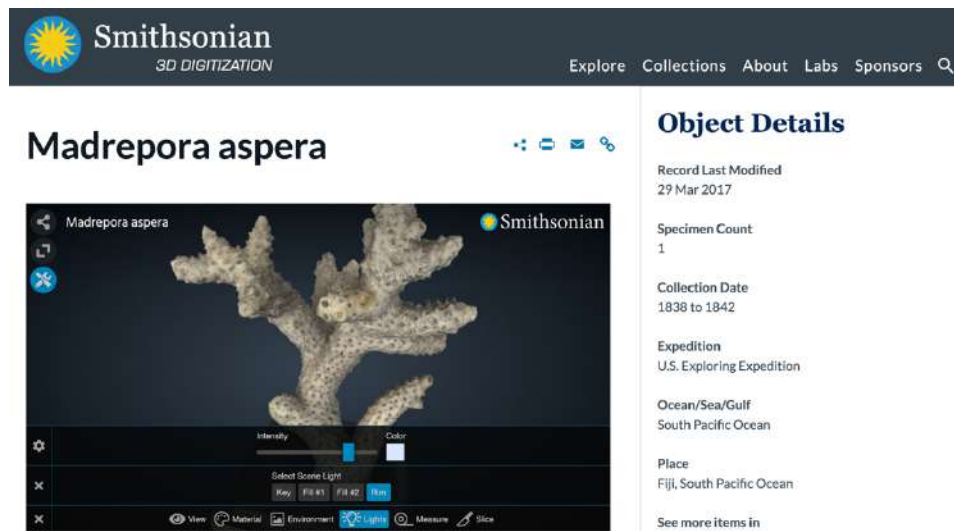 Smithsonian
3D DIGITIZATION
Explore Collections About Labs Sponsors
Madrepora aspera
Madrepora aspera
Smithsonian
Intensity
Color
Select Scene Light
Key Fill #1 Fill #2 Rim
View Material Environment Lights Measure Slice
Object Details
Record Last Modified
29 Mar 2017
Specimen Count
1
Collection Date
1838 to 1842
Expedition
U.S. Exploring Expedition
Ocean/Sea/Gulf
South Pacific Ocean
Place
Fiji, South Pacific Ocean
See more items in